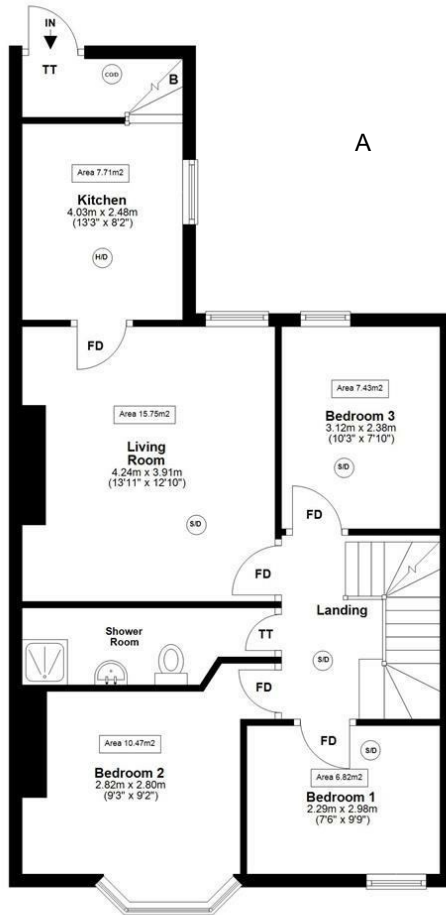 IN
TT
COD
B
A
Area 7.71m2
Kitchen
4.03m x 2.48m
(13'3" x 8'2")
H/D
FD
Area 15.75m2
Living
Room
4.24m x 3.91m
(13'11" x 12'10")
S/D
FD
Area 7.43m2
Bedroom 3
3.12m x 2.38m
(10'3" x 7'10")
S/D
FD
Landing
S/D
Shower
Room
TT
FD
Area 10.47m2
Bedroom 2
2.82m x 2.80m
(9'3" x 9'2")
FD
S/D
Area 6.82m2
Bedroom 1
2.29m x 2.98m
(7'6" x 9'9")